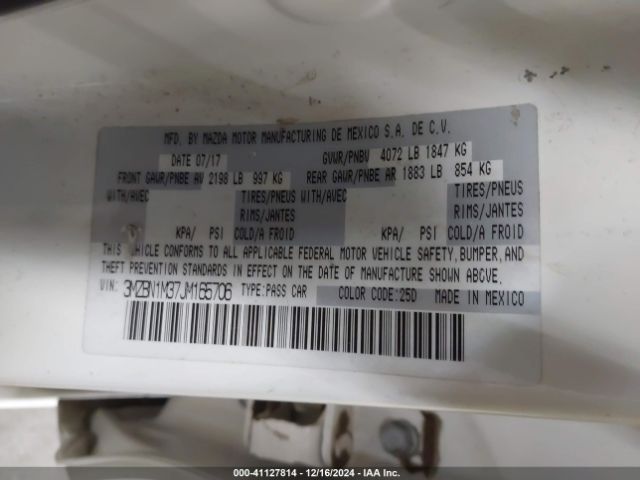 MFD. BY MAZDA MOTOR MANUFACTURING DE MEXICO S.A. DE C.V.
DATE 07/17 GVWR/PNBV 4072 LB 1847 KG
FRONT GAWR/PNBE AV 2198 LB 997 KG REAR GAWR/PNBE AR 1883 LB 854 KG
WITH/AVEC TIRES/PNEUS WITH/AVEC TIRES/PNEUS
RIMS/JANTES RIMS/JANTES
KPA/ PSI COLD/A FROID KPA/ PSI COLD/A FROID
THIS VEHICLE CONFORMS TO ALL APPLICABLE FEDERAL MOTOR VEHICLE SAFETY, BUMPER, AND
THEFT PREVENTION STANDARDS IN EFFECT ON THE DATE OF MANUFACTURE SHOWN ABOVE.
VIN: 3MZBN1M37JM165706 TYPE:PASS CAR COLOR CODE:25D MADE IN MEXICO
000-41127814 - 12/16/2024 - IAA Inc.